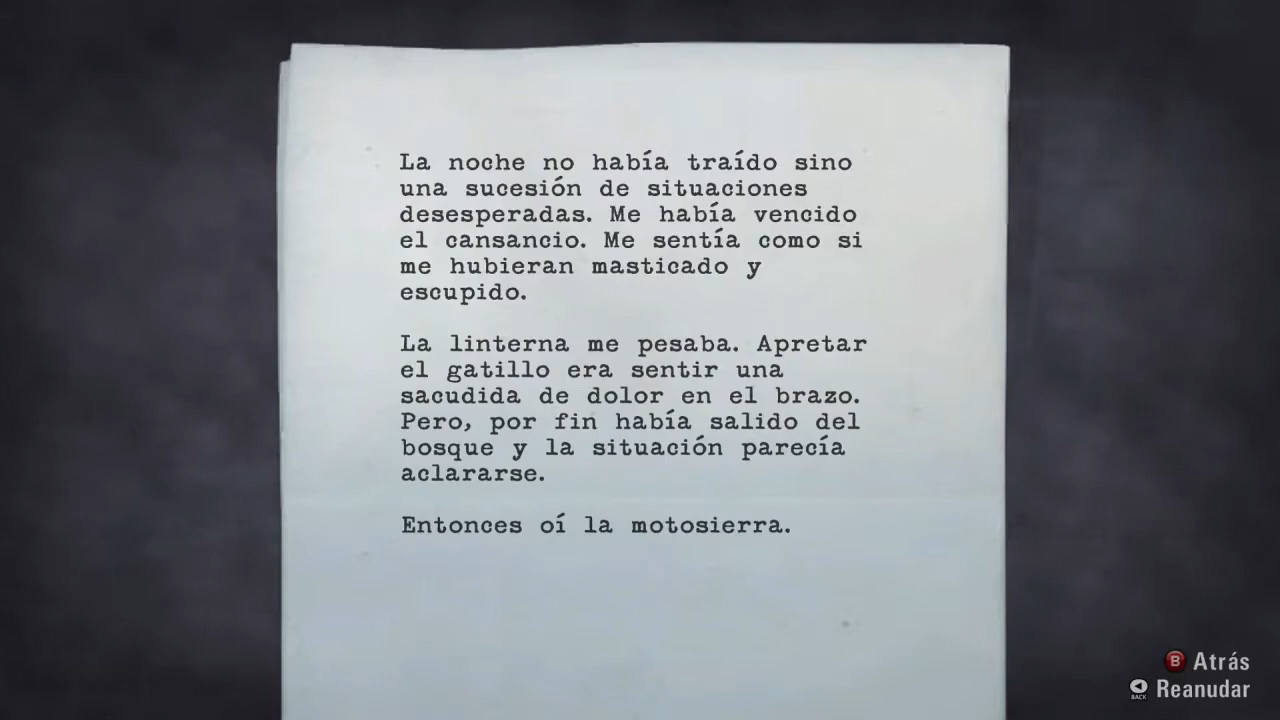 La noche no había traído sino
una sucesión de situaciones
desesperadas. Me había vencido
el cansancio. Me sentía como si
me hubieran masticado y
escupido.
La linterna me pesaba. Apretar
el gatillo era sentir una
sacudida de dolor en el brazo.
Pero, por fin había salido del
bosque y la situación parecía
aclararse.
Entonces oí la motosierra.
B Atrás
BACK Reanudar